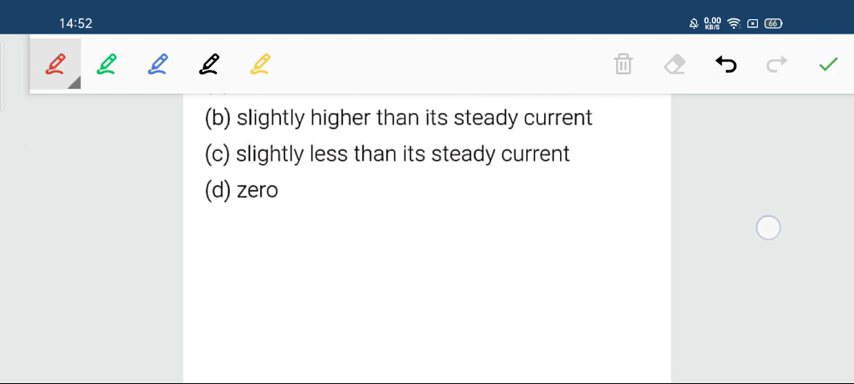 14:52
0.00
KB/S
66
(b) slightly higher than its steady current
(c) slightly less than its steady current
(d) zero